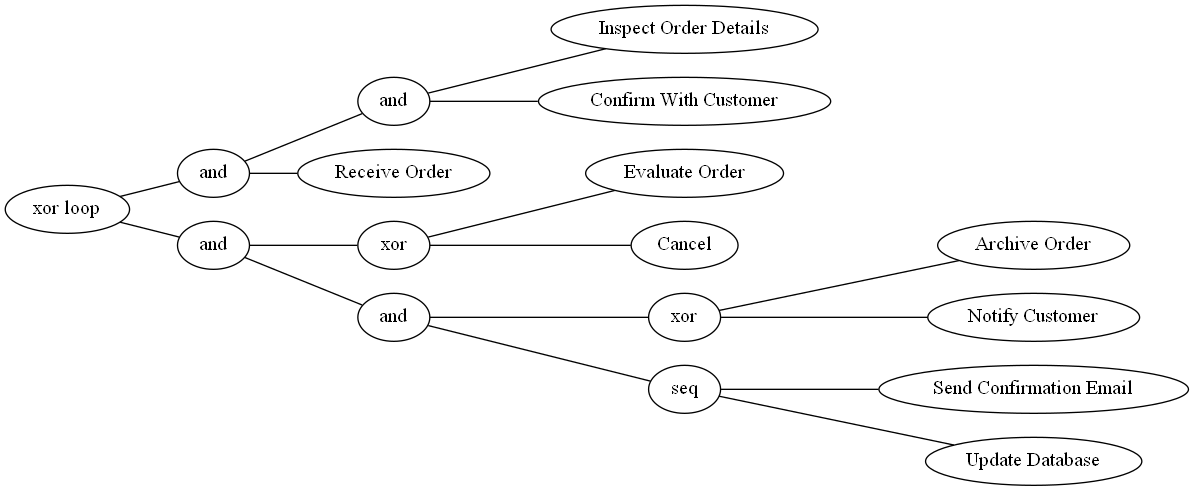 Inspect Order Details
and
Confirm With Customer
and
Receive Order
Evaluate Order
xor loop
and
xor
Cancel
Archive Order
and
xor
Notify Customer
seq
Send Confirmation Email
Update Database